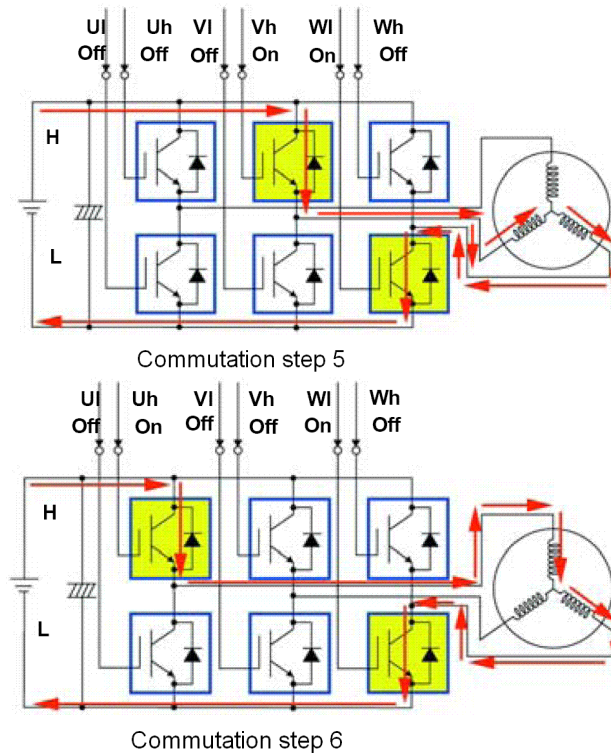 Ul Uh Vl Vh Wl Wh
Off Off Off On On Off
H
L
Commutation step 5
Ul Uh Vl Vh Wl Wh
Off On Off Off On Off
H
L
Commutation step 6